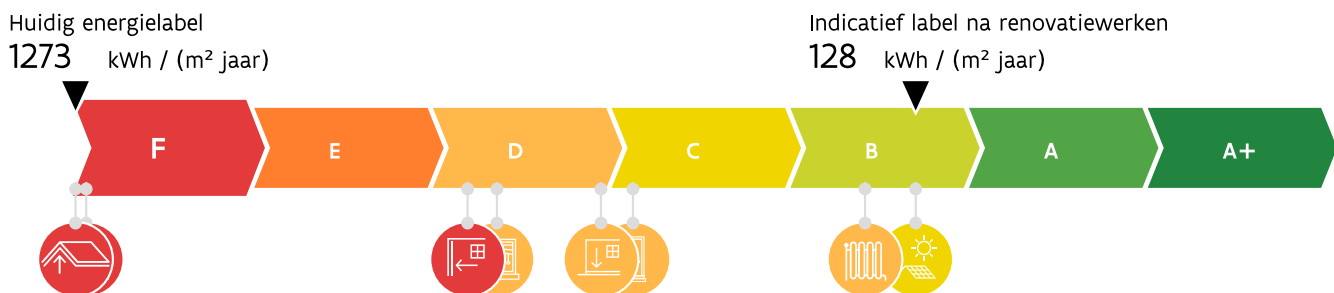 Huidig energielabel
1273 kWh / (m² jaar)
Indicatief label na renovatiewerken
128 kWh / (m² jaar)
F E D C B A A+